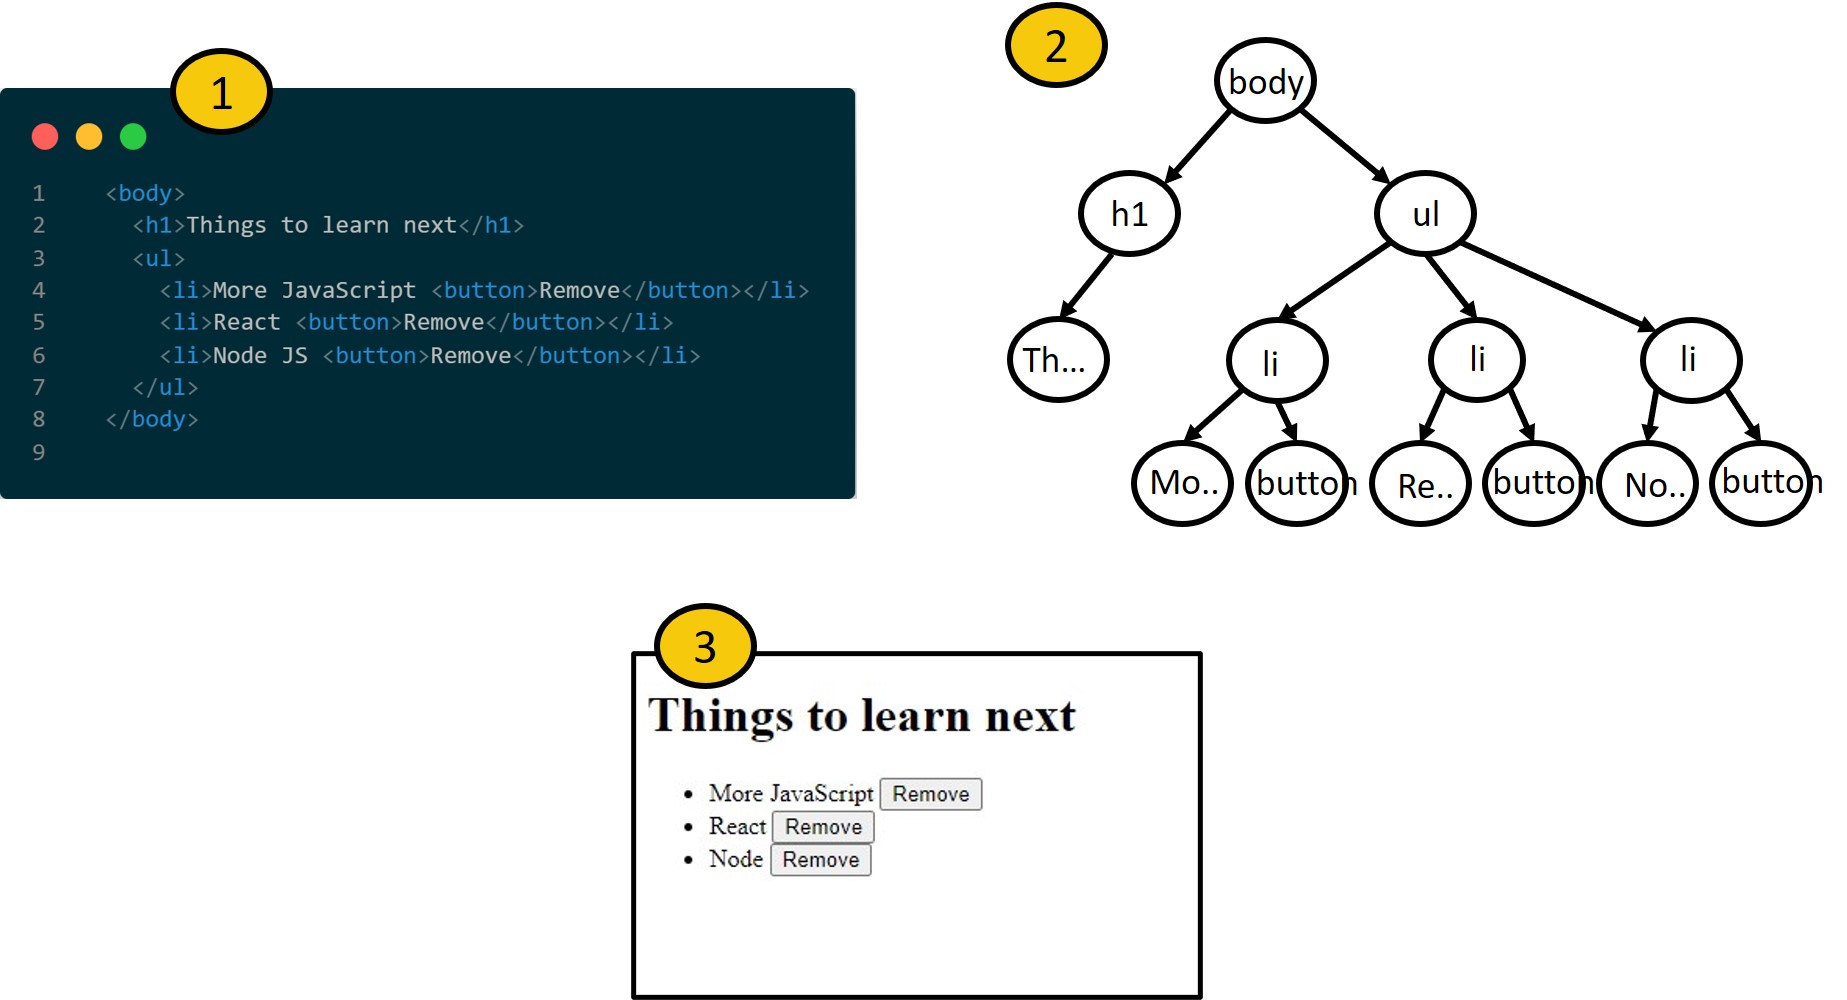 1
1 <body>
2 <h1>Things to learn next</h1>
3 <ul>
4 <li>More JavaScript <button>Remove</button></li>
5 <li>React <button>Remove</button></li>
6 <li>Node JS <button>Remove</button></li>
7 </ul>
8 </body>
9
2
body
h1 ul
Th... li li li
Mo.. button Re.. button No.. button
3
Things to learn next
• More JavaScript Remove
• React Remove
• Node Remove